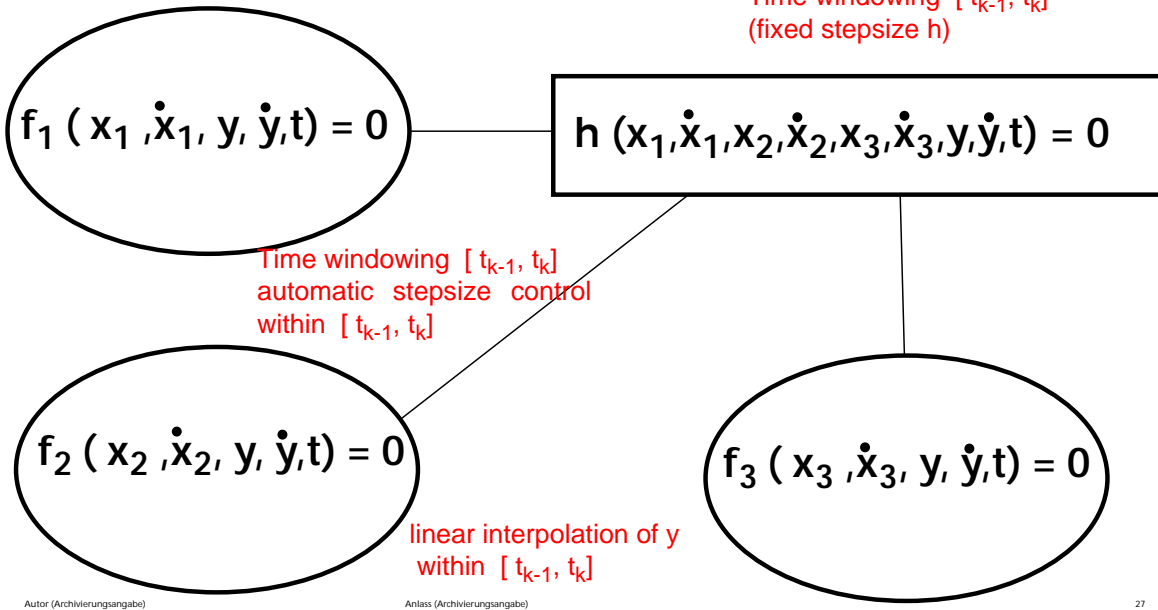 Time windowing [ t_{k-1}, t_k]
(fixed stepsize h)
f₁ ( x₁ ,ẋ₁, y, ẏ,t) = 0
h (x₁,ẋ₁,x₂,ẋ₂,x₃,ẋ₃,y,ẏ,t) = 0
Time windowing [ t_{k-1}, t_k]
automatic stepsize control
within [ t_{k-1}, t_k]
f₂ ( x₂ ,ẋ₂, y, ẏ,t) = 0
f₃ ( x₃ ,ẋ₃, y, ẏ,t) = 0
linear interpolation of y
within [ t_{k-1}, t_k]
Autor (Archivierungsangabe)
Anlass (Archivierungsangabe)
27